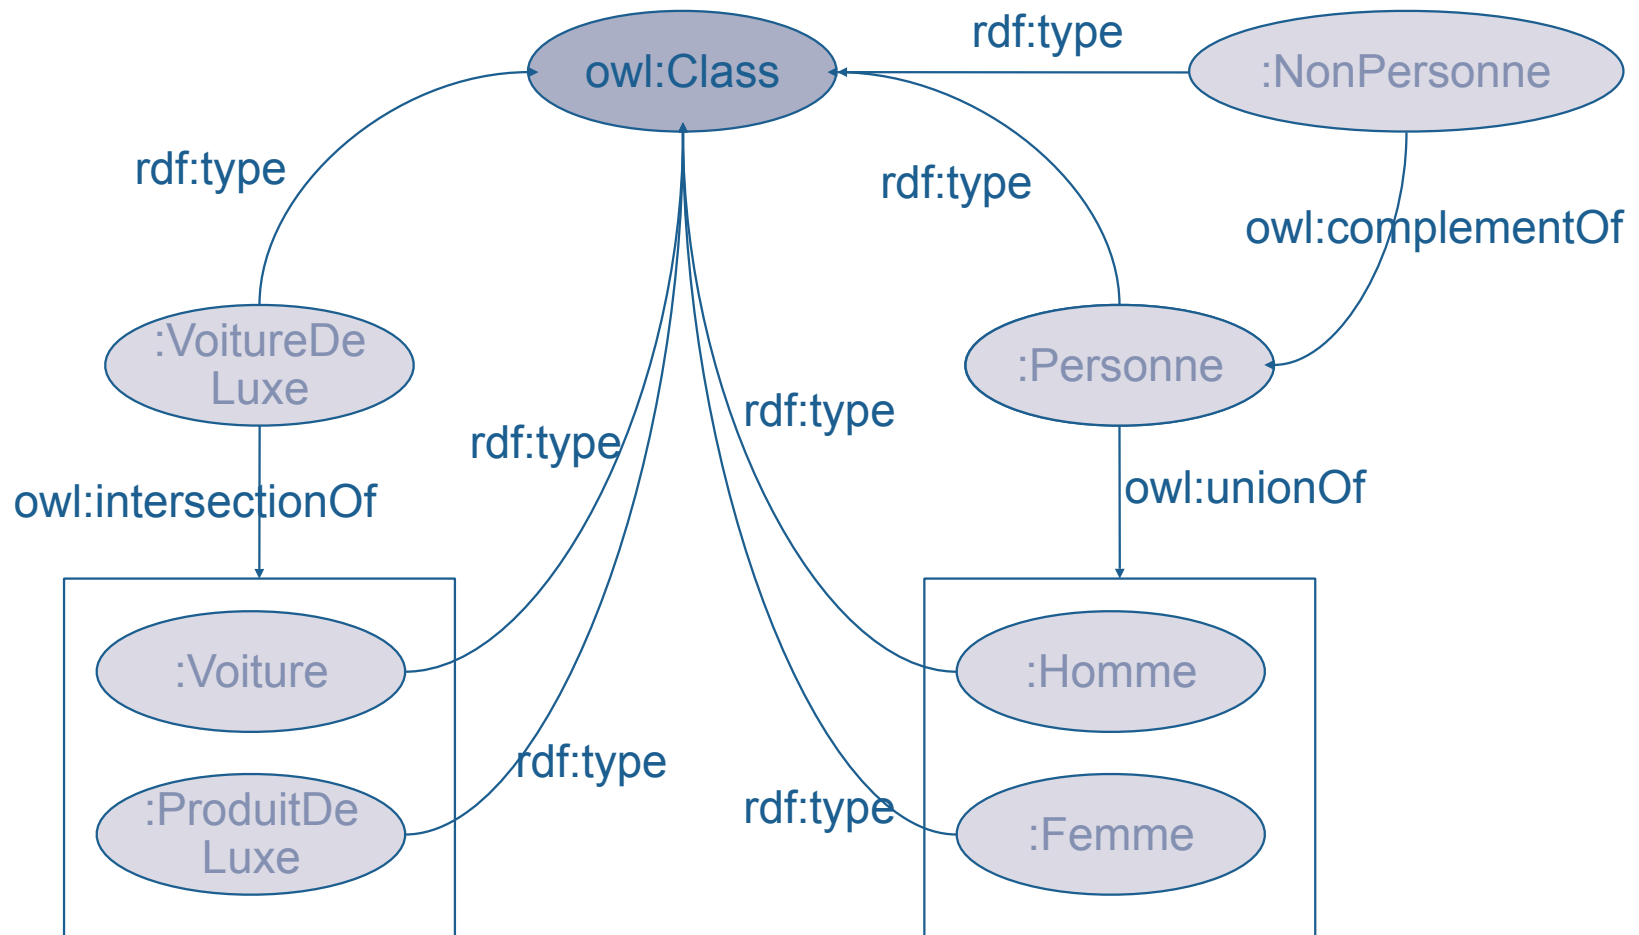 rdf:type
owl:Class
:NonPersonne
rdf:type
rdf:type
owl:complementOf
:VoitureDe
Luxe
:Personne
rdf:type
rdf:type
owl:intersectionOf
owl:unionOf
:Voiture
:Homme
rdf:type
rdf:type
:ProduitDe
Luxe
:Femme